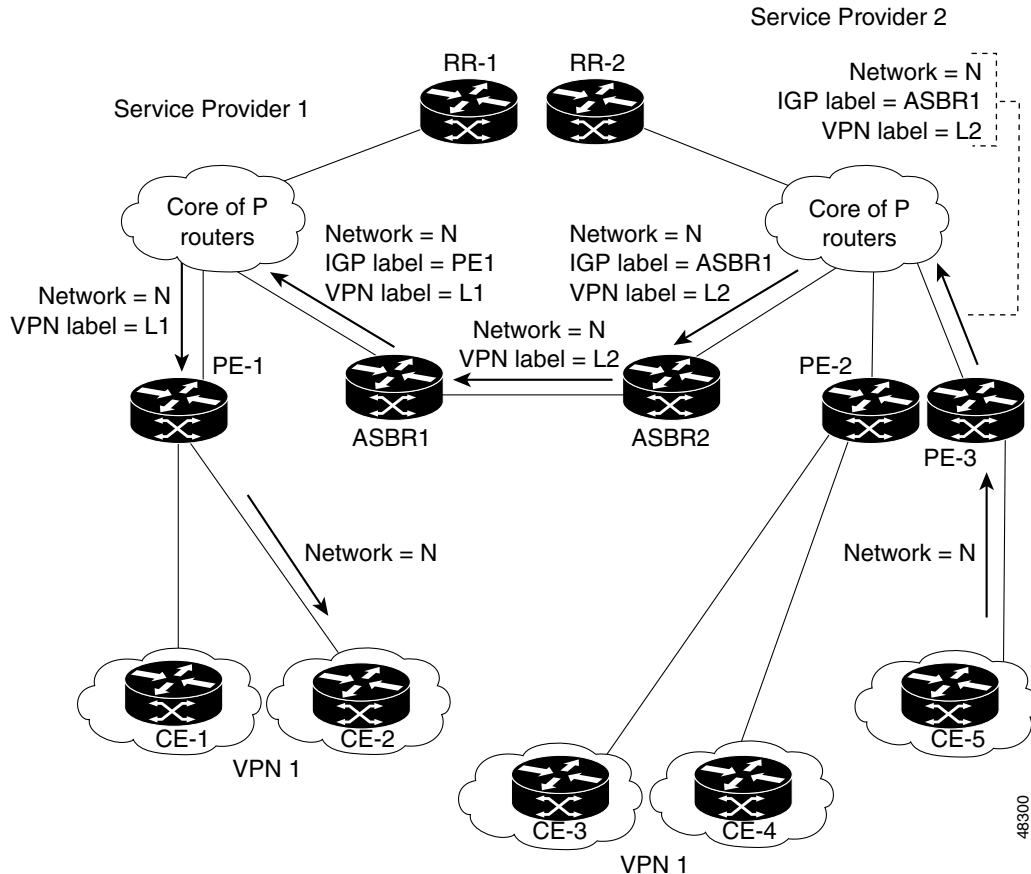 Service Provider 2
RR-1
RR-2
Network = N
IGP label = ASBR1
VPN label = L2
Service Provider 1
Core of P
routers
Core of P
routers
Network = N
IGP label = PE1
VPN label = L1
Network = N
IGP label = ASBR1
VPN label = L2
Network = N
VPN label = L1
Network = N
VPN label = L2
PE-1
PE-2
ASBR1
ASBR2
PE-3
Network = N
Network = N
CE-1
CE-2
CE-5
VPN 1
CE-3
CE-4
VPN 1
48300